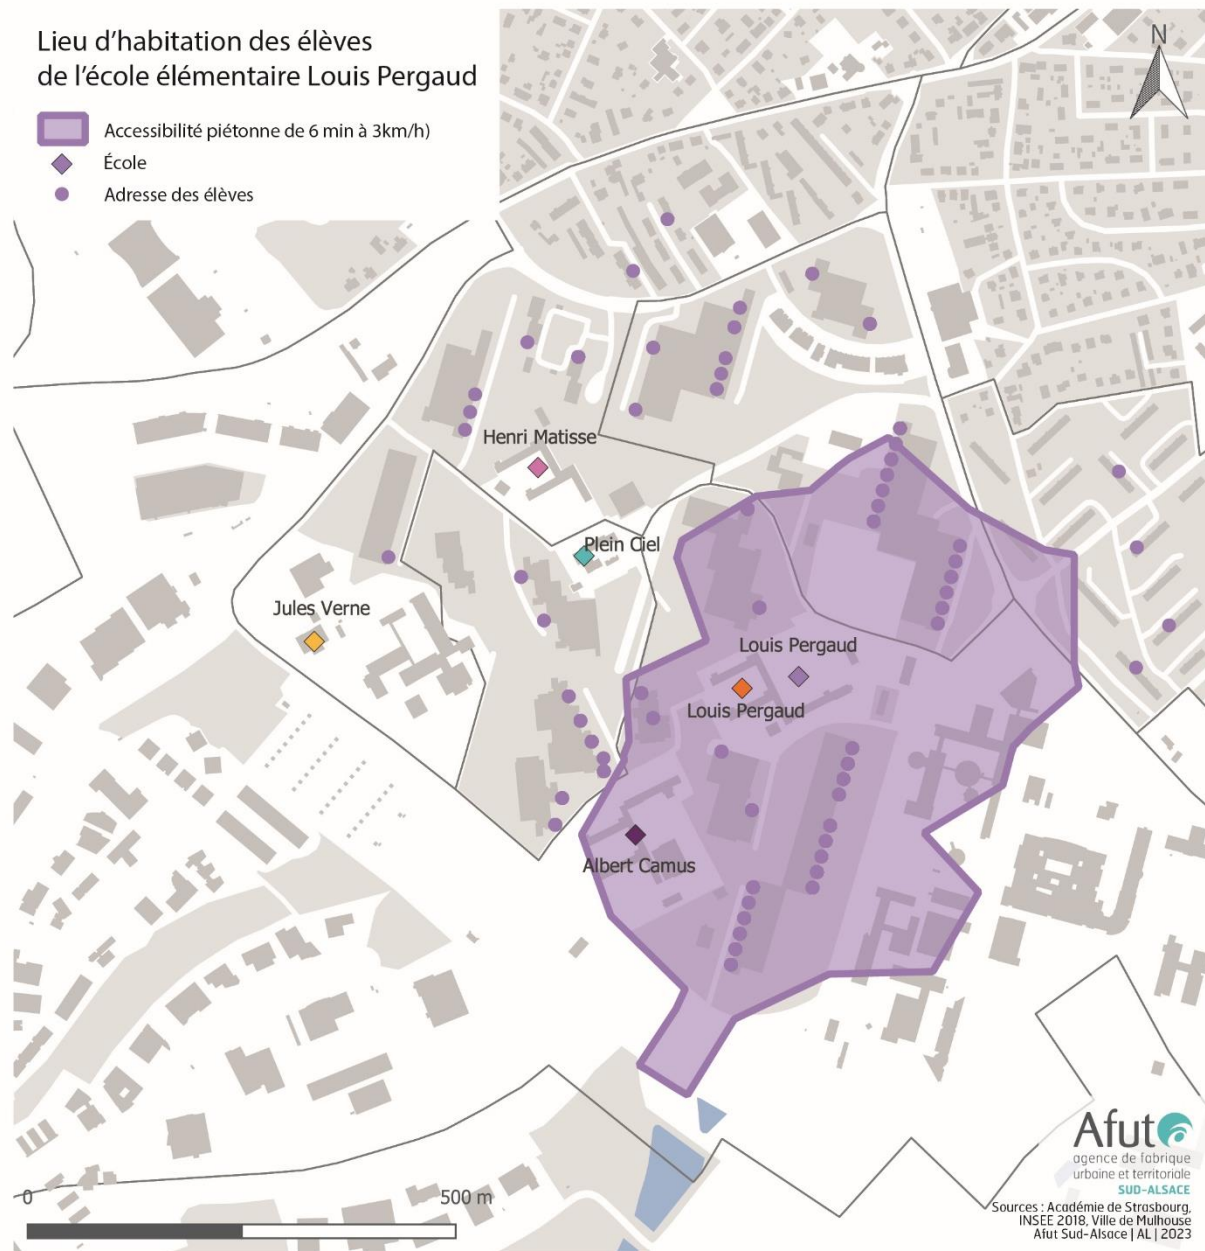 Lieu d'habitation des élèves
de l'école élémentaire Louis Pergaud
Accessibilité piétonne de 6 min à 3km/h)
École
Adresse des élèves
N
Henri Matisse
Plein Ciel
Jules Verne
Louis Pergaud
Louis Pergaud
Albert Camus
0
500 m
Afut
agence de fabrique
urbaine et territoriale
SUD-ALSACE
Sources : Académie de Strasbourg,
INSEE 2018, Ville de Mulhouse
Afut Sud-Alsace | AL | 2023